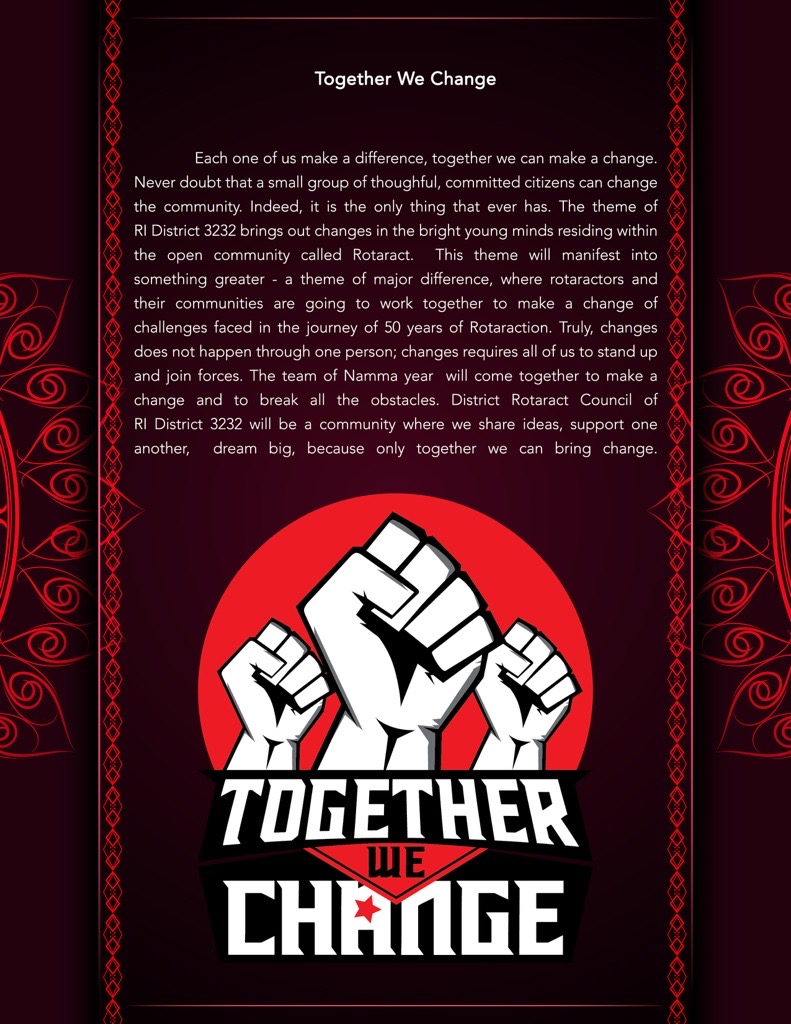 Together We Change
Each one of us make a difference, together we can make a change.
Never doubt that a small group of thoughful, committed citizens can change
the community. Indeed, it is the only thing that ever has. The theme of
RI District 3232 brings out changes in the bright young minds residing within
the open community called Rotaract. This theme will manifest into
something greater - a theme of major difference, where rotaractors and
their communities are going to work together to make a change of
challenges faced in the journey of 50 years of Rotaraction. Truly, changes
does not happen through one person; changes requires all of us to stand up
and join forces. The team of Namma year will come together to make a
change and to break all the obstacles. District Rotaract Council of
RI District 3232 will be a community where we share ideas, support one
another, dream big, because only together we can bring change.
TOGETHER
WE
CHANGE